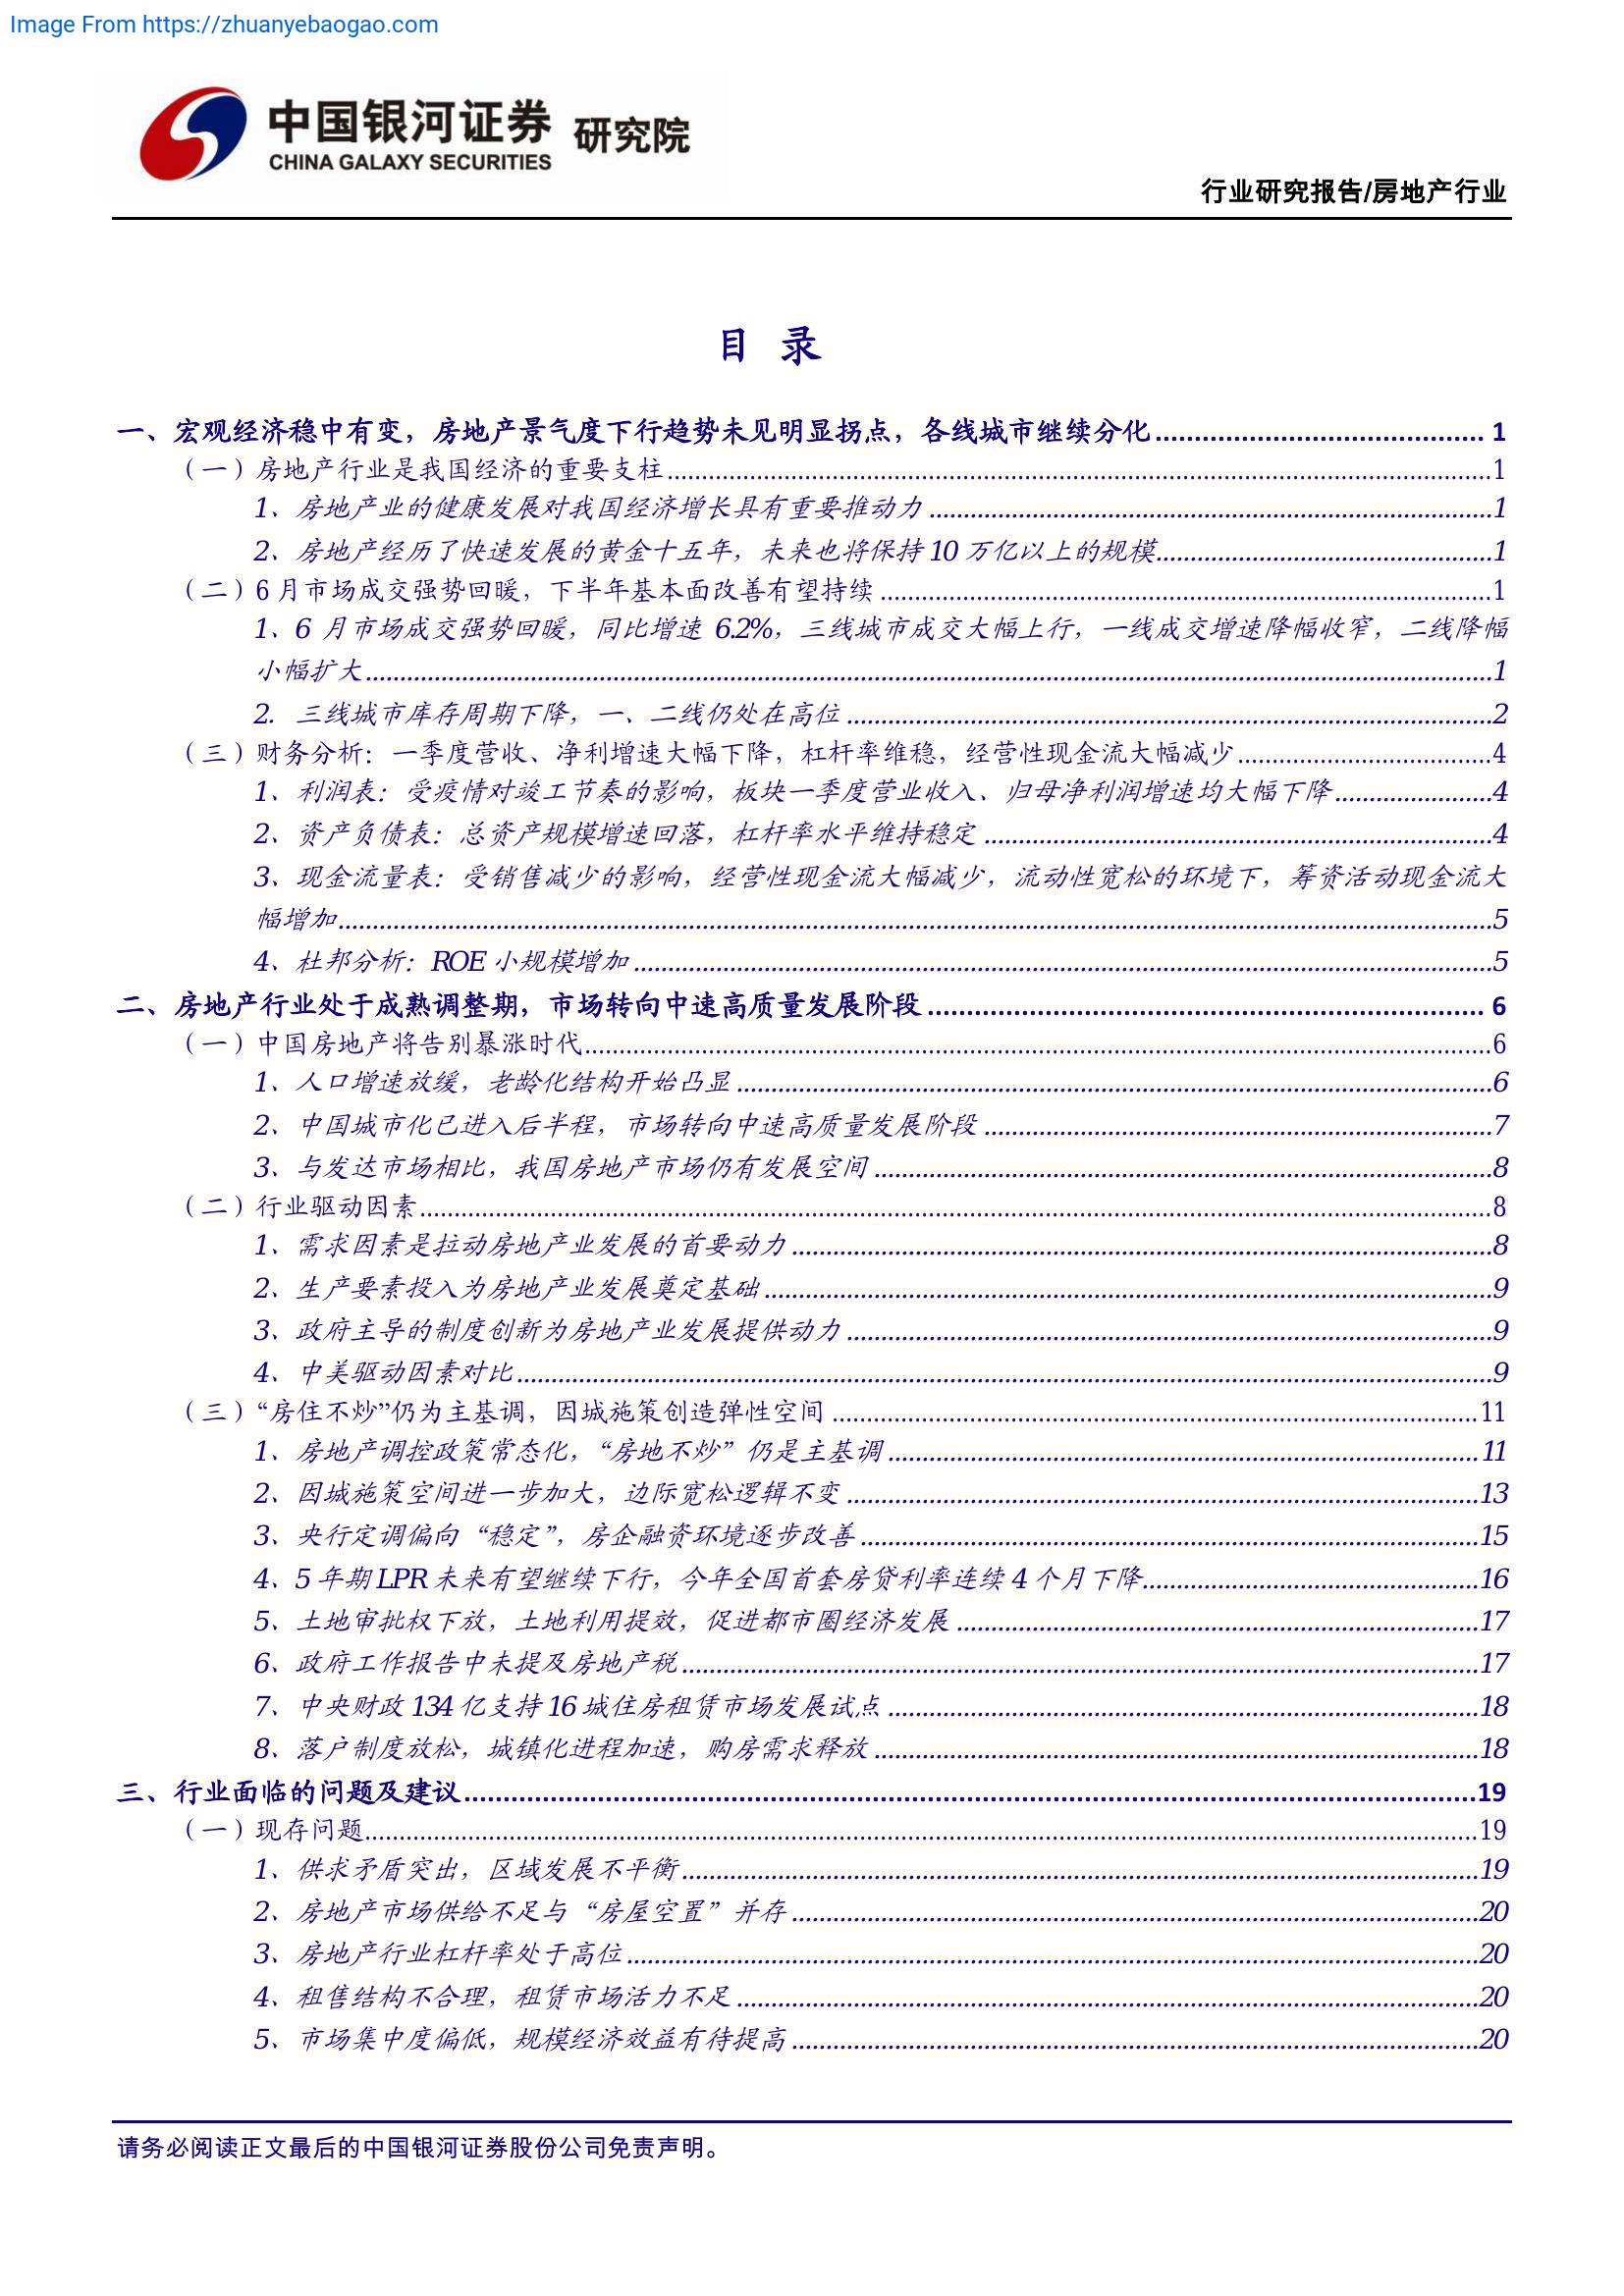 Image From https://zhuanyebaogao.com
中国银河证券 研究院
CHINA GALAXY SECURITIES
行业研究报告/房地产行业
目 录
一、宏观经济稳中有变，房地产景气度下行趋势未见明显拐点，各线城市继续分化 1
（一）房地产行业是我国经济的重要支柱 1
1、房地产业的健康发展对我国经济增长具有重要推动力 1
2、房地产经历了快速发展的黄金十五年，未来也将保持 10 万亿以上的规模 1
（二）6 月市场成交强势回暖，下半年基本面改善有望持续 1
1、6 月市场成交强势回暖，同比增速 6.2%，三线城市成交大幅上行，一线成交增速降幅收窄，二线降幅
小幅扩大 1
2. 三线城市库存周期下降，一、二线仍处在高位 2
（三）财务分析：一季度营收、净利增速大幅下降，杠杆率维稳，经营性现金流大幅减少 4
1、利润表：受疫情对竣工节奏的影响，板块一季度营业收入、归母净利润增速均大幅下降 4
2、资产负债表：总资产规模增速回落，杠杆率水平维持稳定 4
3、现金流量表：受销售减少的影响，经营性现金流大幅减少，流动性宽松的环境下，筹资活动现金流大
幅增加 5
4、杜邦分析：ROE 小规模增加 5
二、房地产行业处于成熟调整期，市场转向中速高质量发展阶段 6
（一）中国房地产将告别暴涨时代 6
1、人口增速放缓，老龄化结构开始凸显 6
2、中国城市化已进入后半程，市场转向中速高质量发展阶段 7
3、与发达市场相比，我国房地产市场仍有发展空间 8
（二）行业驱动因素 8
1、需求因素是拉动房地产业发展的首要动力 8
2、生产要素投入为房地产业发展奠定基础 9
3、政府主导的制度创新为房地产业发展提供动力 9
4、中美驱动因素对比 9
（三）“房住不炒”仍为主基调，因城施策创造弹性空间 11
1、房地产调控政策常态化，“房地不炒”仍是主基调 11
2、因城施策空间进一步加大，边际宽松逻辑不变 13
3、央行定调偏向“稳定”，房企融资环境逐步改善 15
4、5 年期 LPR 未来有望继续下行，今年全国首套房贷利率连续 4 个月下降 16
5、土地审批权下放，土地利用提效，促进都市圈经济发展 17
6、政府工作报告中未提及房地产税 17
7、中央财政 134 亿支持 16 城住房租赁市场发展试点 18
8、落户制度放松，城镇化进程加速，购房需求释放 18
三、行业面临的问题及建议 19
（一）现存问题 19
1、供求矛盾突出，区域发展不平衡 19
2、房地产市场供给不足与“房屋空置”并存 20
3、房地产行业杠杆率处于高位 20
4、租售结构不合理，租赁市场活力不足 20
5、市场集中度偏低，规模经济效益有待提高 20
请务必阅读正文最后的中国银河证券股份公司免责声明。